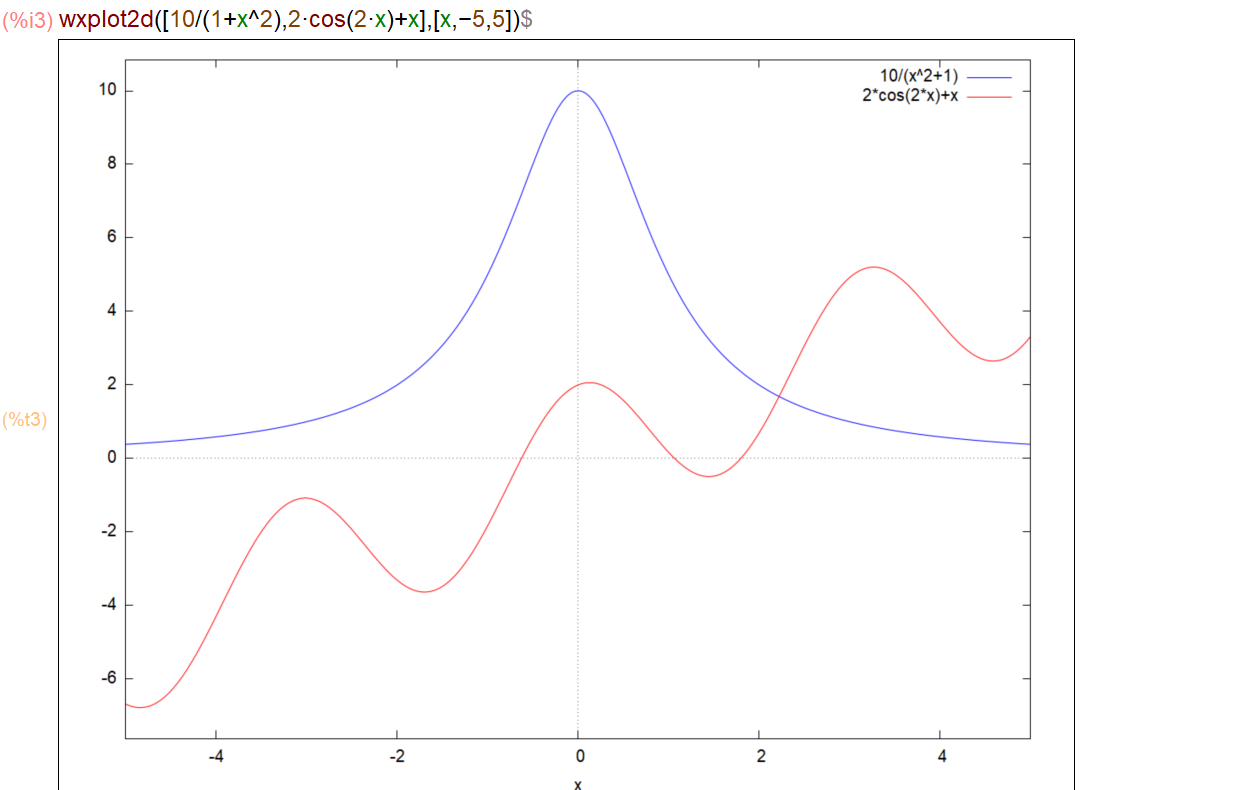 (%i3) wxplot2d([10/(1+x^2),2·cos(2·x)+x],[x,−5,5])$
10/(x^2+1)
2*cos(2*x)+x
10
8
6
4
2
(%t3)
0
-2
-4
-6
-4 -2 0 2 4
x